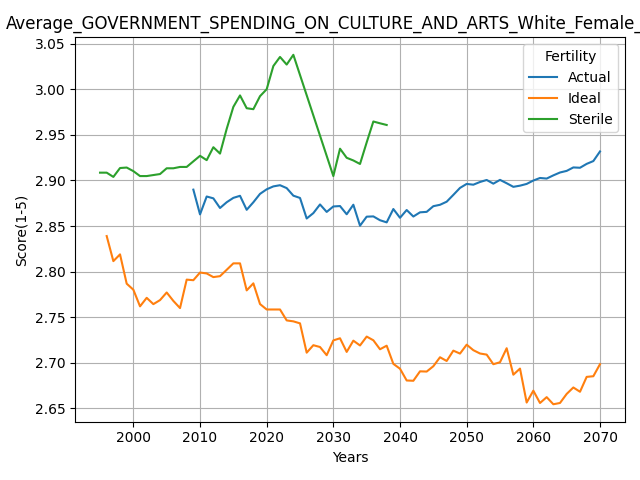 Average_GOVERNMENT_SPENDING_ON_CULTURE_AND_ARTS_White_Female_
Fertility
Actual
Ideal
Sterile
Score(1-5)
3.05
3.00
2.95
2.90
2.85
2.80
2.75
2.70
2.65
2000 2010 2020 2030 2040 2050 2060 2070
Years